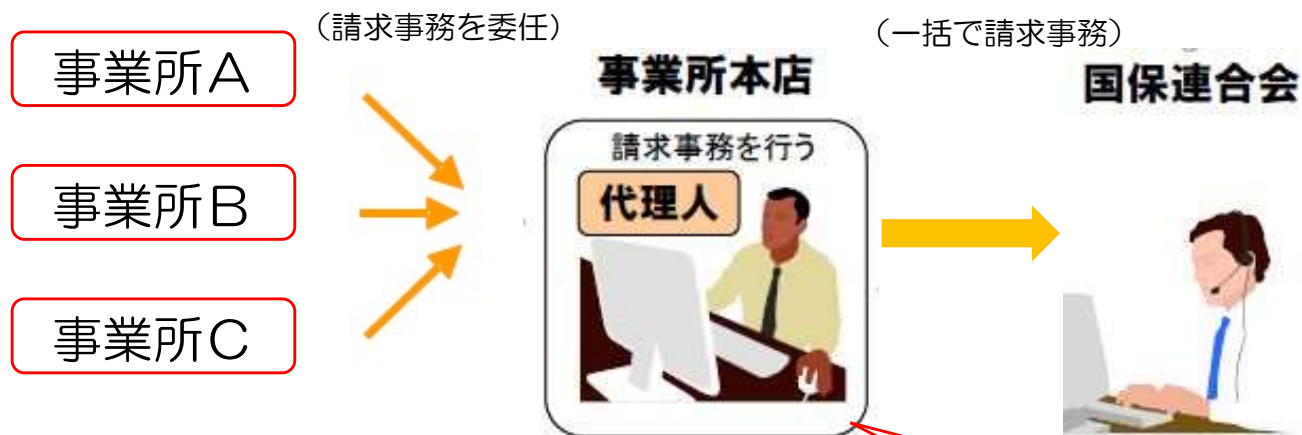 （請求事務を委任）
（一括で請求事務）
事業所A
事業所本店
国保連合会
請求事務を行う
代理人
事業所B
事業所C